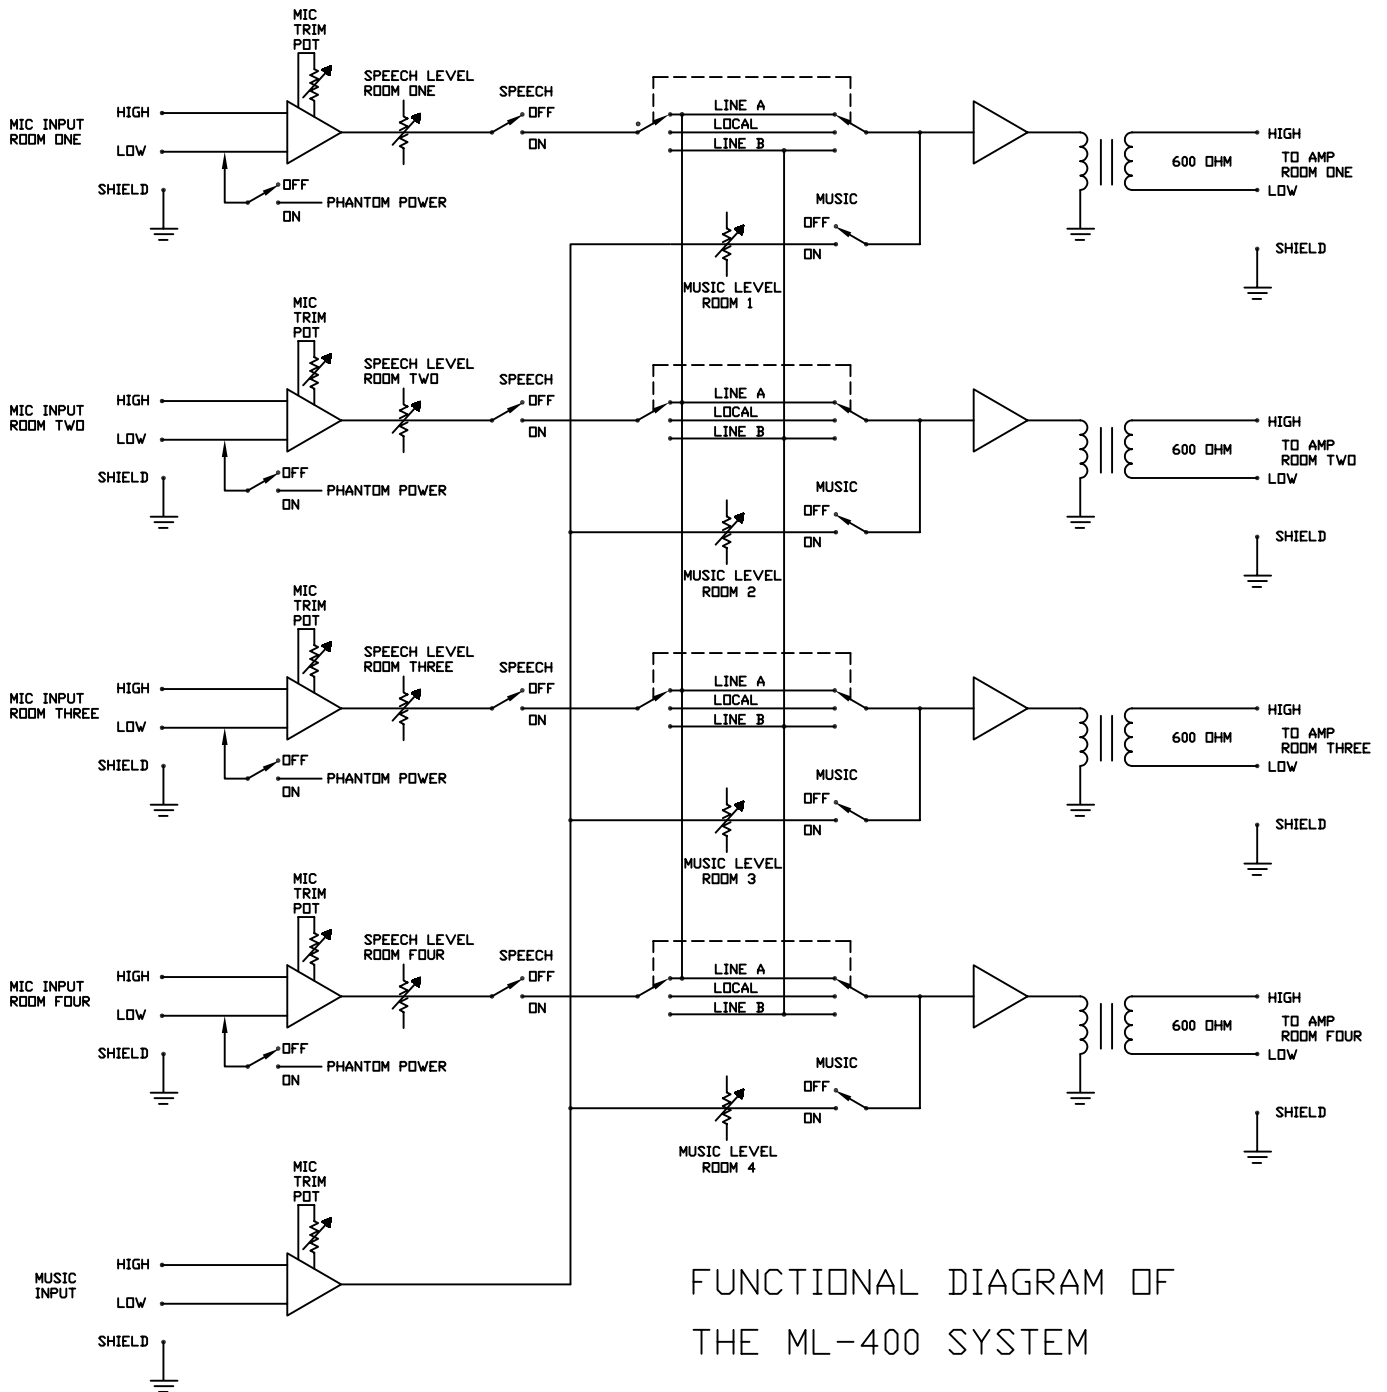 MIC
TRIM
POT
SPEECH LEVEL
ROOM ONE
SPEECH
OFF
ON
LINE A
LOCAL
LINE B
MIC INPUT
ROOM ONE
HIGH
LOW
SHIELD
OFF
ON
PHANTOM POWER
MUSIC
OFF
ON
MUSIC LEVEL
ROOM 1
HIGH
600 OHM
TO AMP
ROOM ONE
LOW
SHIELD
MIC
TRIM
POT
SPEECH LEVEL
ROOM TWO
SPEECH
OFF
ON
LINE A
LOCAL
LINE B
MIC INPUT
ROOM TWO
HIGH
LOW
SHIELD
OFF
ON
PHANTOM POWER
MUSIC
OFF
ON
MUSIC LEVEL
ROOM 2
HIGH
600 OHM
TO AMP
ROOM TWO
LOW
SHIELD
MIC
TRIM
POT
SPEECH LEVEL
ROOM THREE
SPEECH
OFF
ON
LINE A
LOCAL
LINE B
MIC INPUT
ROOM THREE
HIGH
LOW
SHIELD
OFF
ON
PHANTOM POWER
MUSIC
OFF
ON
MUSIC LEVEL
ROOM 3
HIGH
600 OHM
TO AMP
ROOM THREE
LOW
SHIELD
MIC
TRIM
POT
SPEECH LEVEL
ROOM FOUR
SPEECH
OFF
ON
LINE A
LOCAL
LINE B
MIC INPUT
ROOM FOUR
HIGH
LOW
SHIELD
OFF
ON
PHANTOM POWER
MUSIC
OFF
ON
MUSIC LEVEL
ROOM 4
HIGH
600 OHM
TO AMP
ROOM FOUR
LOW
SHIELD
MIC
TRIM
POT
MUSIC
INPUT
HIGH
LOW
SHIELD
FUNCTIONAL DIAGRAM OF
THE ML-400 SYSTEM